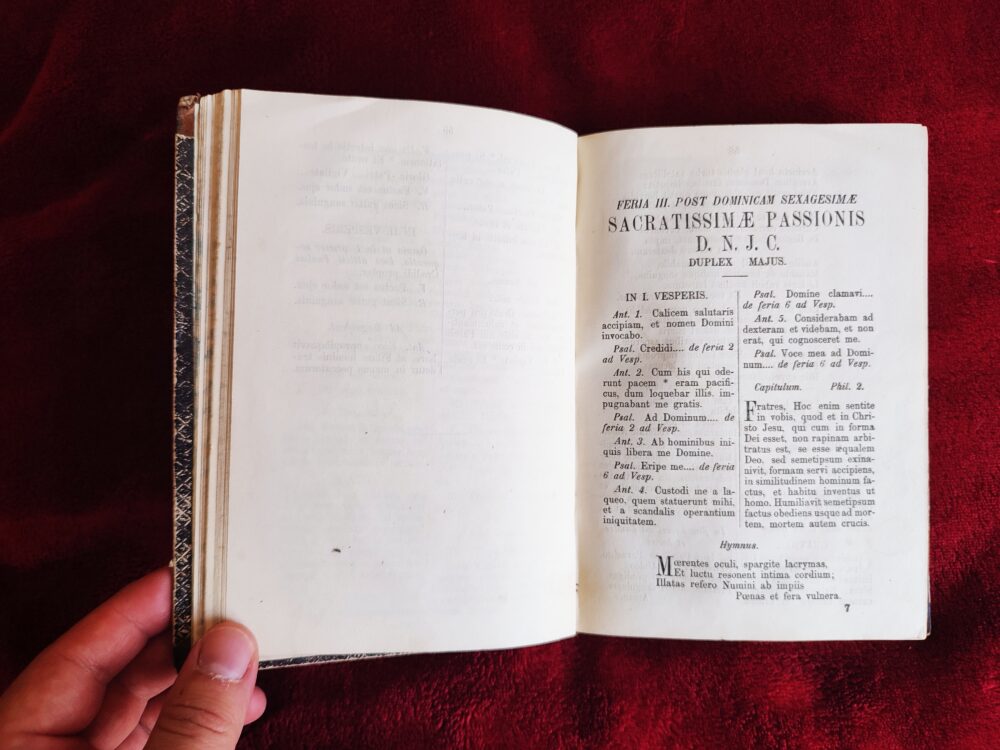 FERIA III. POST DOMINICAM SEXAGESIMÆ
SACRATISSIMÆ PASSIONIS
D. N. J. C.
DUPLEX MAJUS.
IN I. VESPERIS.
Ant. 1. Calicem salutaris
accipiam, et nomen Domini
invocabo.
Psal. Credidi.... de feria 2
ad Vesp.
Ant. 2. Cum his qui ode-
runt pacem * eram pacifi-
cus, dum loquebar illis, im-
pugnabant me gratis.
Psal. Ad Dominum.... de
feria 2 ad Vesp.
Ant. 3. Ab hominibus ini-
quis libera me Domine.
Psal. Eripe me.... de feria
6 ad Vesp.
Ant. 4. Custodi me a la-
queo, quem statuerunt mihi,
et a scandalis operantium
iniquitatem.
Psal. Domine clamavi....
de feria 6 ad Vesp.
Ant. 5. Considerabam ad
dexteram et videbam, et non
erat, qui cognosceret me.
Psal. Voce mea ad Domi-
num.... de feria 6 ad Vesp.
Capitulum. Phil. 2.
Fratres, Hoc enim sentite
in vobis, quod et in Chri-
sto Jesu, qui cum in forma
Dei esset, non rapinam arbi-
tratus est, se esse æqualem
Deo, sed semetipsum exina-
nivit, formam servi accipiens,
in similitudinem hominum fa-
ctus, et habitu inventus ut
homo. Humiliavit semetipsum
factus obediens usque ad mor-
tem, mortem autem crucis.
Hymnus.
Mœrentes oculi, spargite lacrymas,
Et luctu resonent intima cordium;
Illatas refero Numini ab impiis
Pœnas et fera vulnera.
7